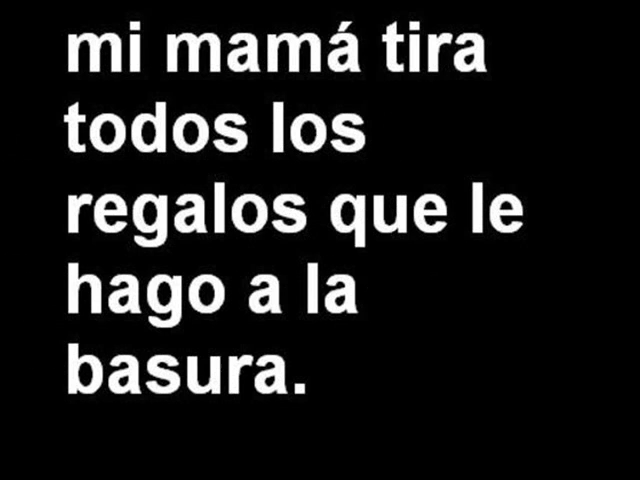 mi mamá tira
todos los
regalos que le
hago a la
basura.